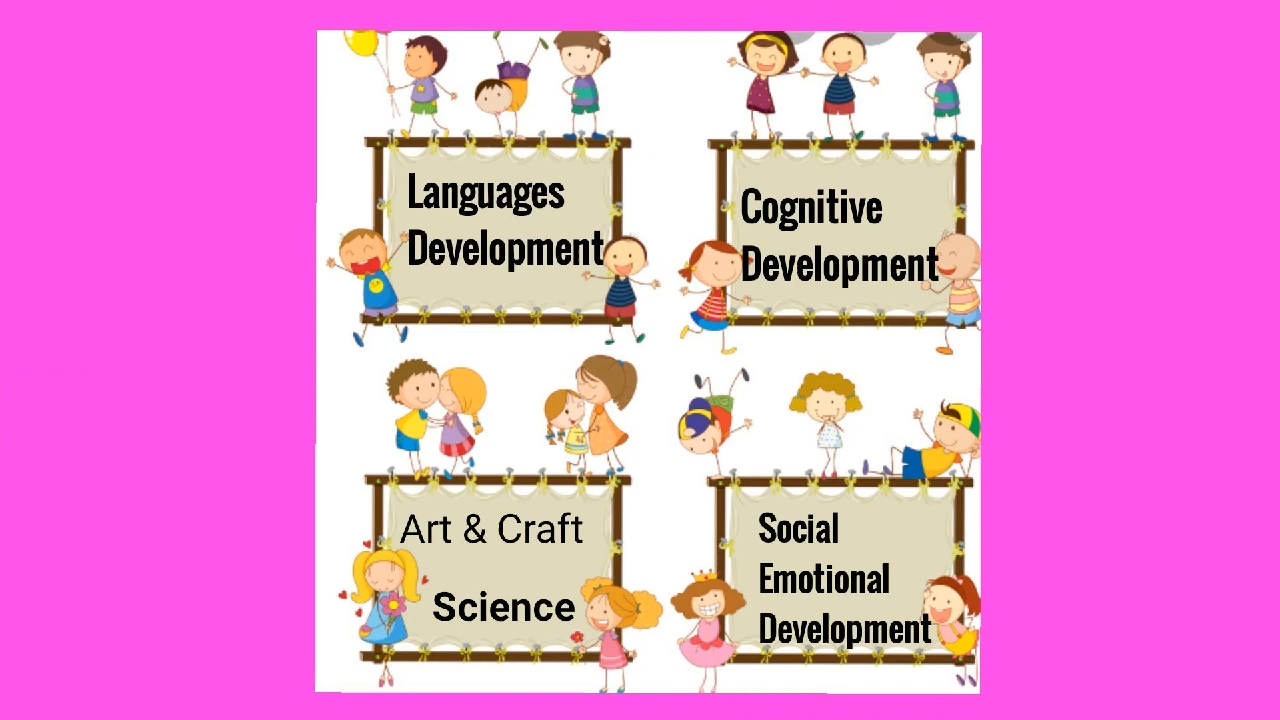 Languages
Development
Cognitive
Development
Art & Craft
Science
Social
Emotional
Development